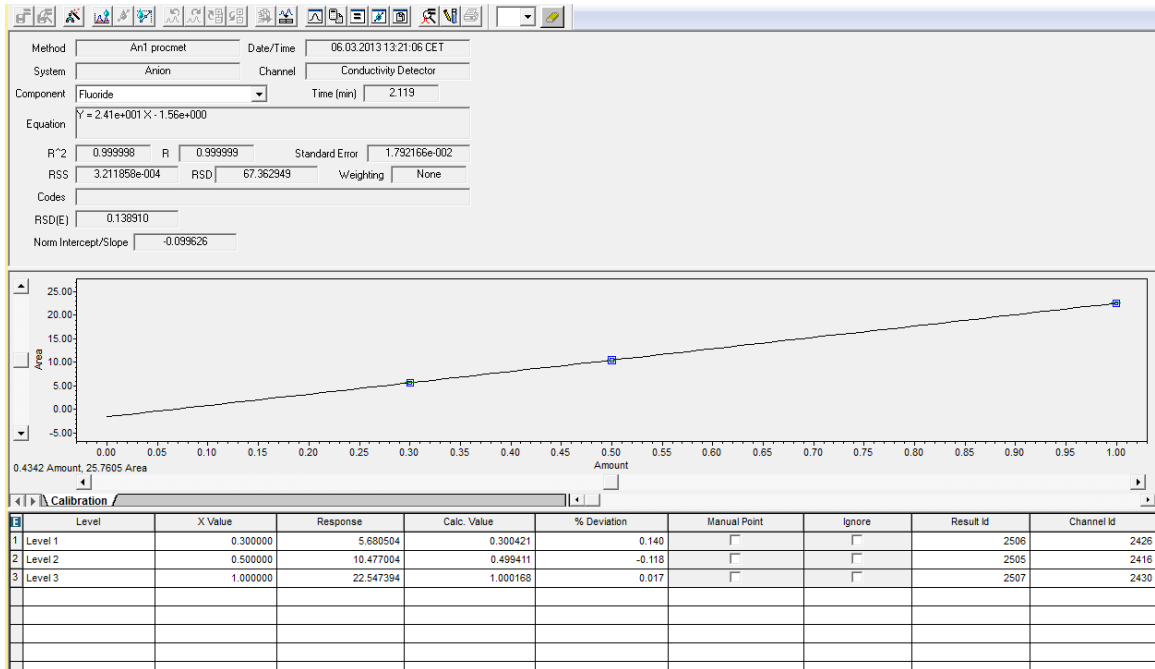 Method An1 procmet Date/Time 06.03.2013 13:21:06 CET
System Anion Channel Conductivity Detector
Component Fluoride Time (min) 2.119
Equation Y = 2.41e+001 X - 1.56e+000
R^2 0.999998 R 0.999999 Standard Error 1.792166e-002
RSS 3.211858e-004 RSD 67.362949 Weighting None
Codes
RSD(E) 0.138910
Norm Intercept/Slope -0.099626
25.00
20.00
15.00
10.00
5.00
0.00
-5.00
Area
0.00 0.05 0.10 0.15 0.20 0.25 0.30 0.35 0.40 0.45 0.50 0.55 0.60 0.65 0.70 0.75 0.80 0.85 0.90 0.95 1.00
Amount
0.4342 Amount, 25.7605 Area
Calibration
E Level X Value Response Calc. Value % Deviation Manual Point Ignore Result Id Channel Id
1 Level 1 0.300000 5.680504 0.300421 0.140 2506 2426
2 Level 2 0.500000 10.477004 0.499411 -0.118 2505 2416
3 Level 3 1.000000 22.547394 1.000168 0.017 2507 2430